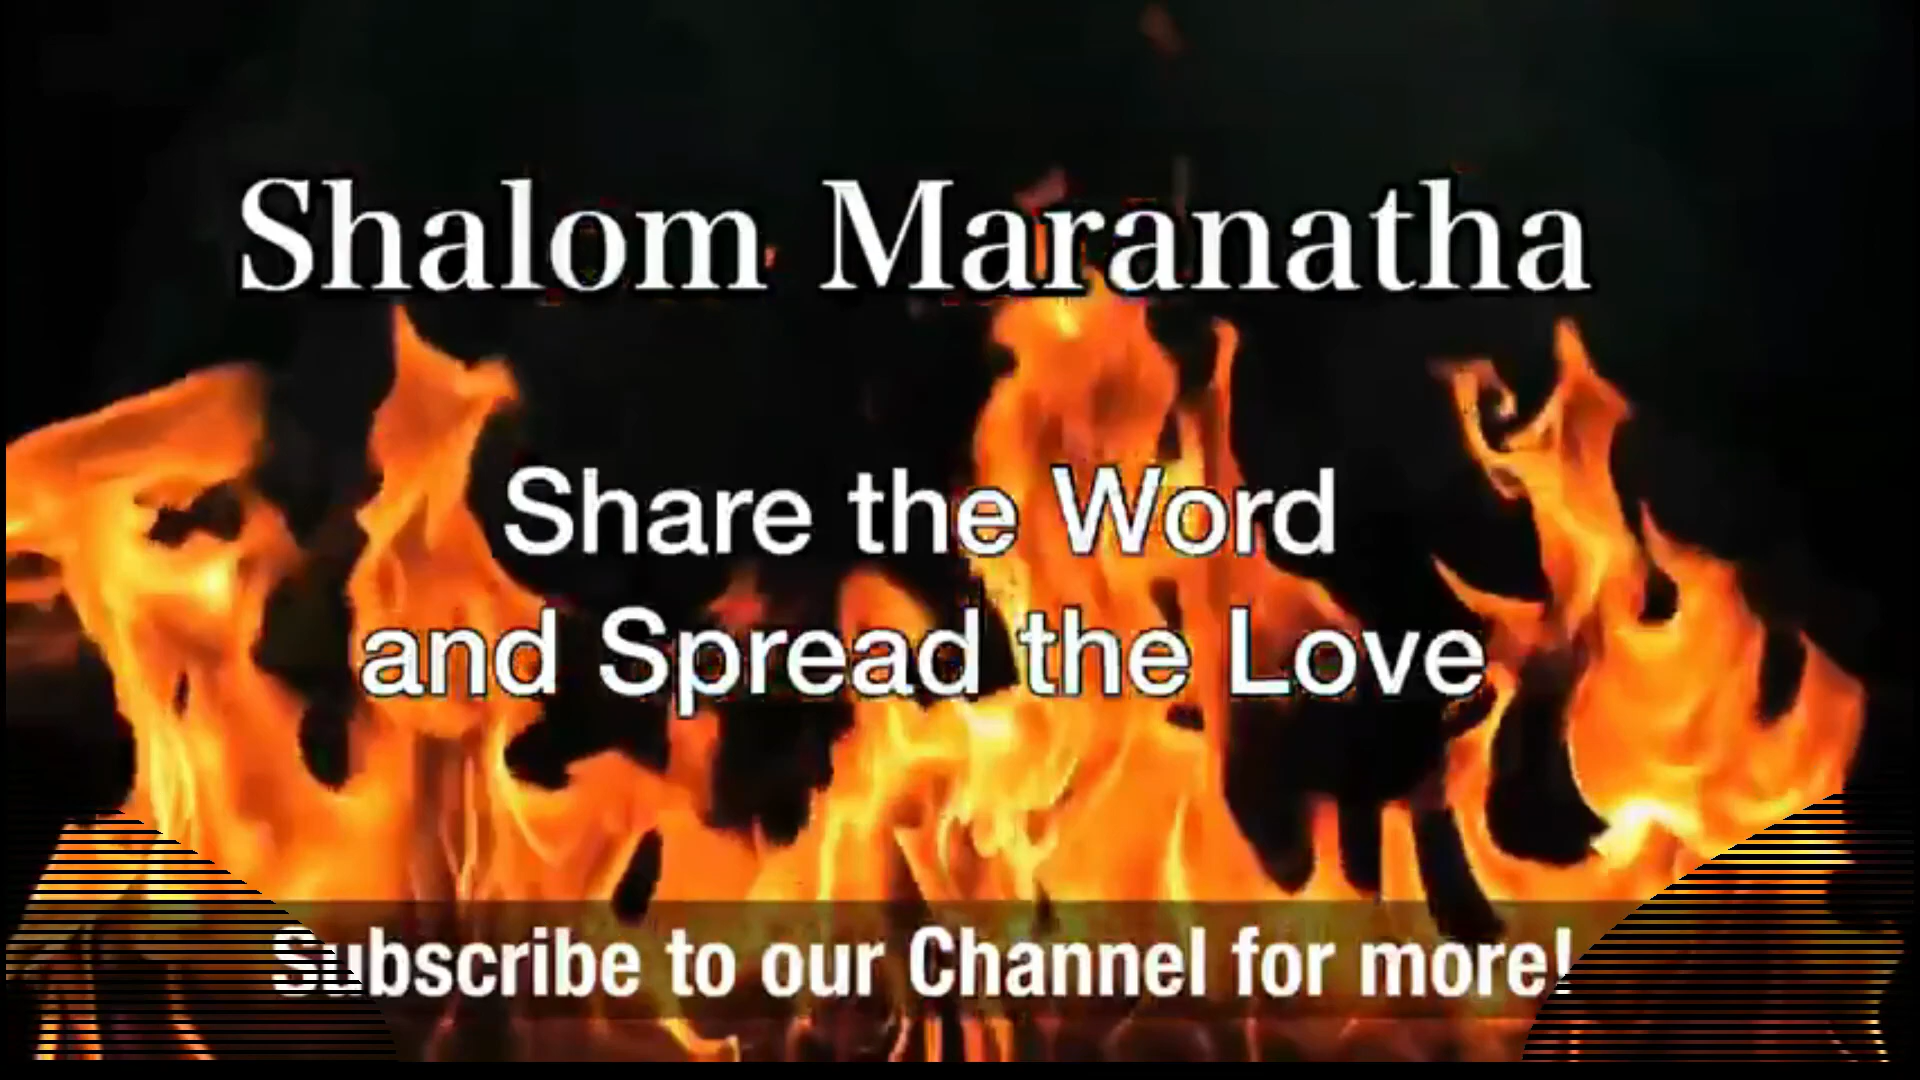 Shalom Maranatha
Share the Word
and Spread the Love
Subscribe to our Channel for more!